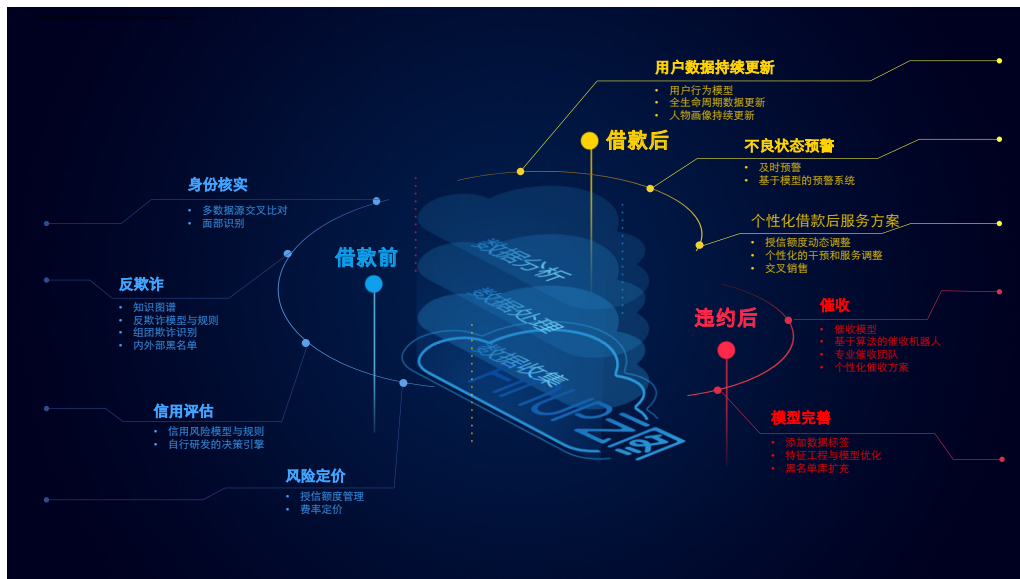 身份核实
• 多数据源交叉比对
• 面部识别
借款前
反欺诈
• 知识图谱
• 反欺诈模型与规则
• 组团欺诈识别
• 内外部黑名单
信用评估
• 信用风险模型与规则
• 自行研发的决策引擎
风险定价
• 授信额度管理
• 费率定价
数据分析
数据处理
数据收集
FINUP
用户数据持续更新
• 用户行为模型
• 全生命周期数据更新
• 人物画像持续更新
借款后
不良状态预警
• 及时预警
• 基于模型的预警系统
个性化借款后服务方案
• 授信额度动态调整
• 个性化的干预和服务调整
• 交叉销售
违约后
催收
• 催收模型
• 基于算法的催收机器人
• 专业催收团队
• 个性化催收方案
模型完善
• 添加数据标签
• 特征工程与模型优化
• 黑名单库扩充